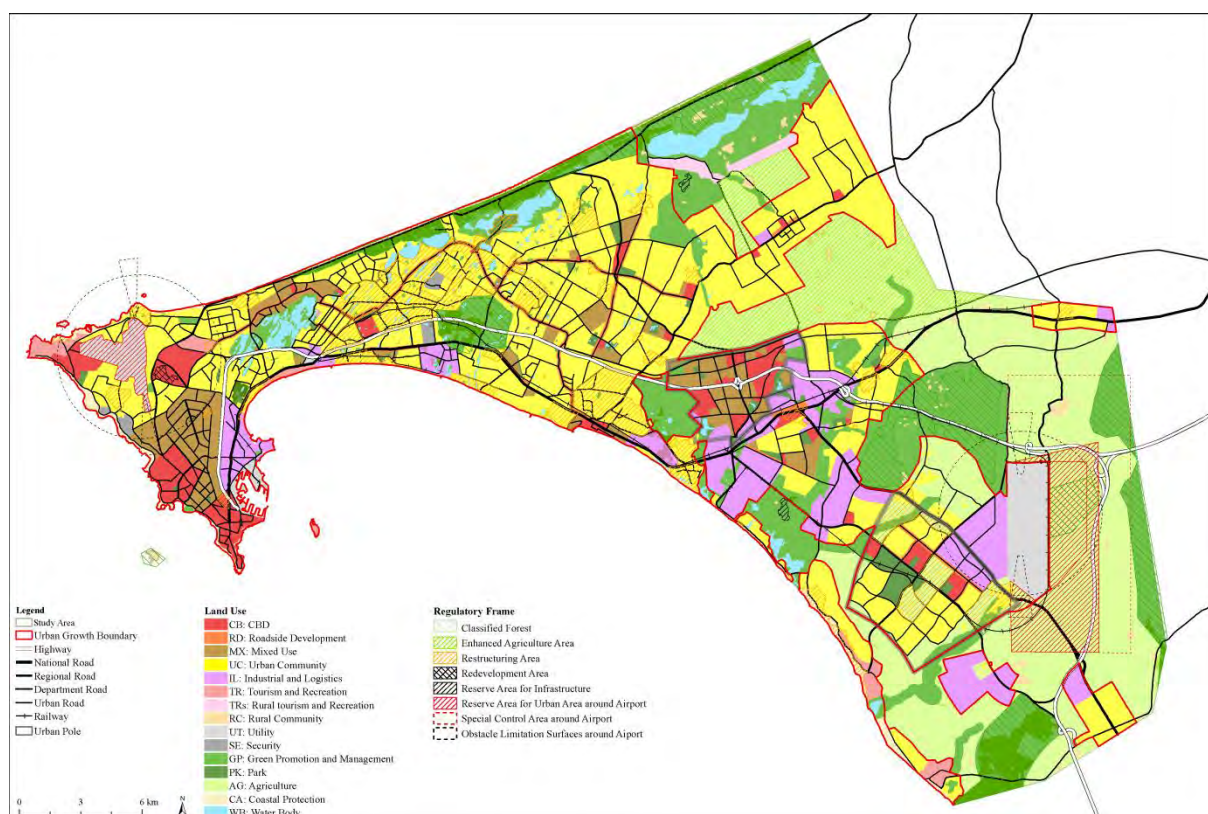 Legend
Study Area
Urban Growth Boundary
Highway
National Road
Regional Road
Department Road
Urban Road
Railway
Urban Pole
0 3 6 km
N
Land Use
CB: CBD
RD: Roadside Development
MX: Mixed Use
UC: Urban Community
IL: Industrial and Logistics
TR: Tourism and Recreation
TRs: Rural tourism and Recreation
RC: Rural Community
UT: Utility
SE: Security
GP: Green Promotion and Management
PK: Park
AG: Agriculture
CA: Coastal Protection
WB: Water Body
Regulatory Frame
Classified Forest
Enhanced Agriculture Area
Restructuring Area
Redevelopment Area
Reserve Area for Infrastructure
Reserve Area for Urban Area around Airport
Special Control Area around Airport
Obstacle Limitation Surfaces around Aiport